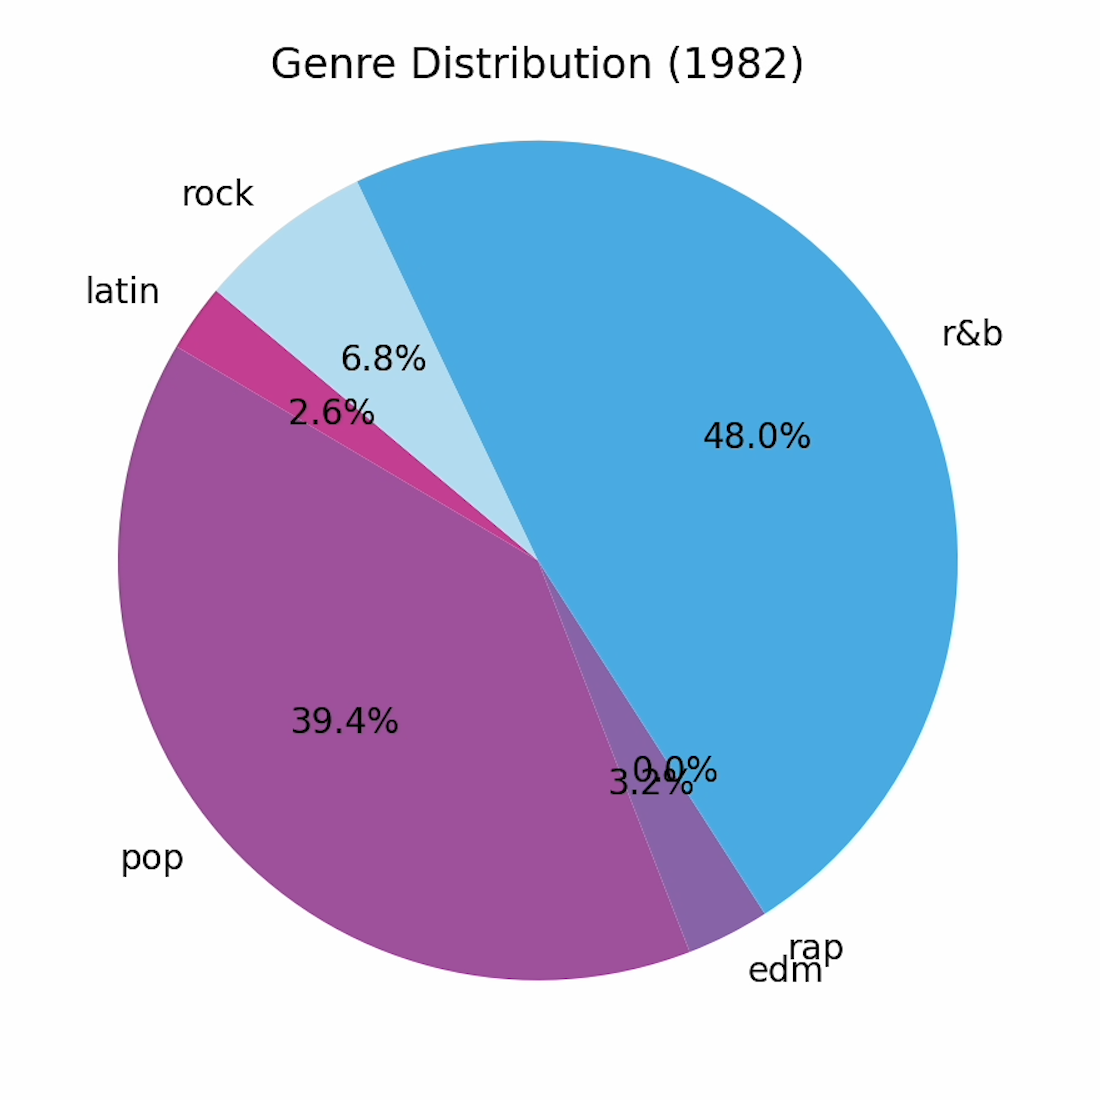 Genre Distribution (1982)
rock
latin
r&b
6.8%
2.6%
48.0%
39.4%
0.0%
3.2%
pop
rap
edm